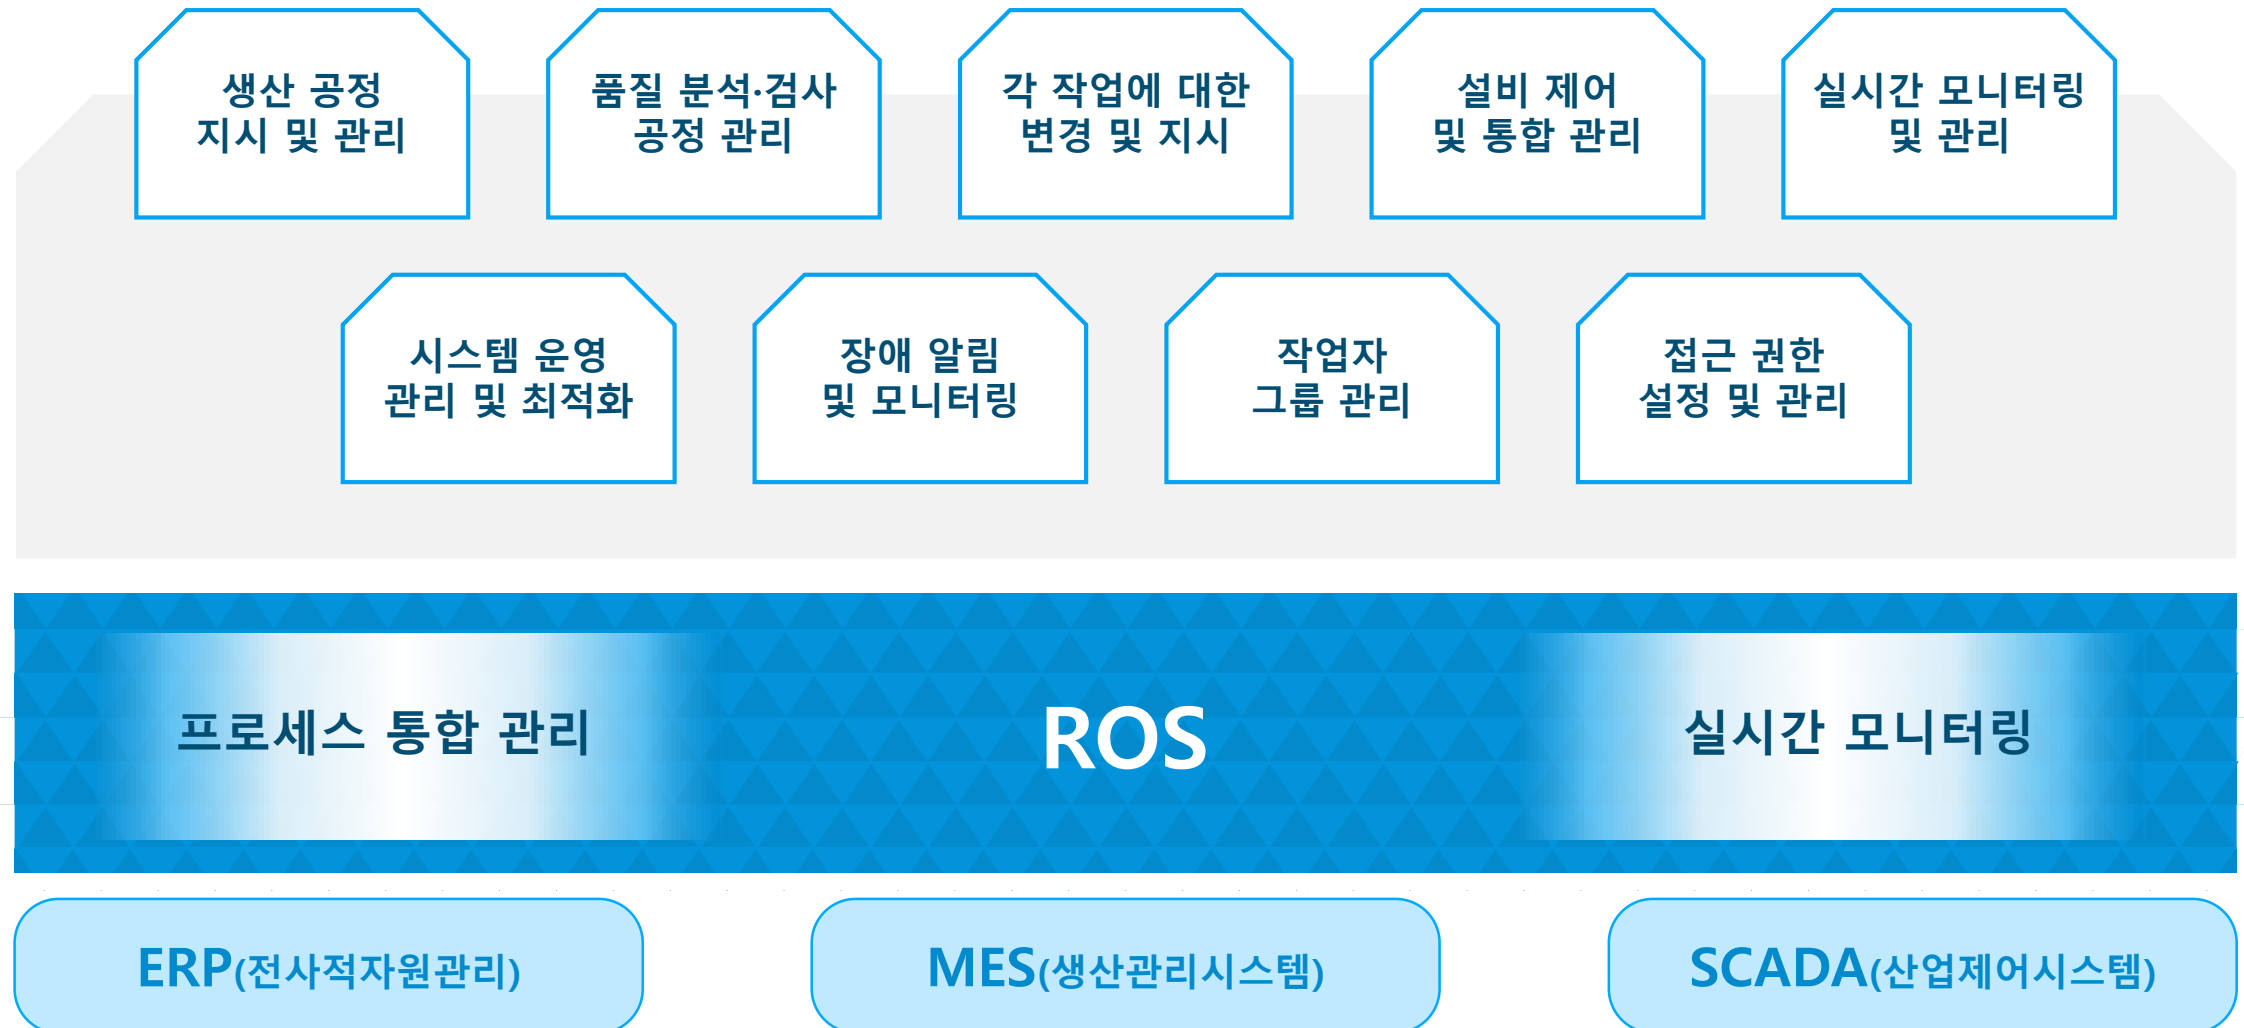 생산 공정
지시 및 관리
품질 분석·검사
공정 관리
각 작업에 대한
변경 및 지시
설비 제어
및 통합 관리
실시간 모니터링
및 관리
시스템 운영
관리 및 최적화
장애 알림
및 모니터링
작업자
그룹 관리
접근 권한
설정 및 관리
프로세스 통합 관리
ROS
실시간 모니터링
ERP(전사적자원관리)
MES(생산관리시스템)
SCADA(산업제어시스템)